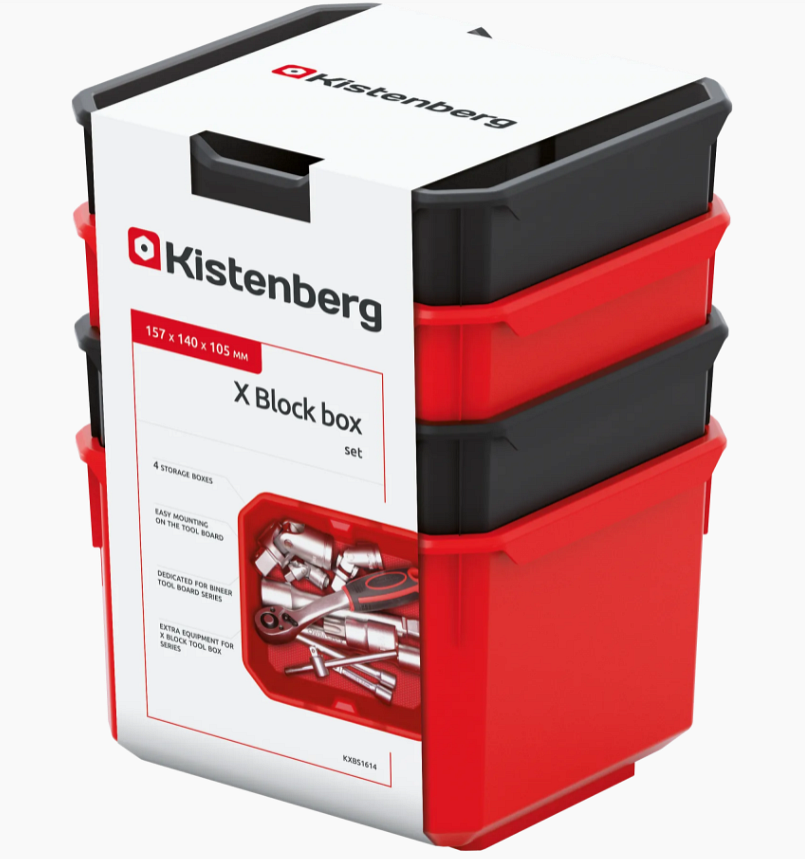 Kistenberg
Kistenberg
157 x 140 x 105 MM
X Block box
set
4 STORAGE BOXES
EASY MOUNTING
ON THE TOOL BOARD
DEDICATED FOR BINEER
TOOL BOARD SERIES
EXTRA EQUIPMENT FOR
X BLOCK TOOL BOX
SERIES
KXBS1614